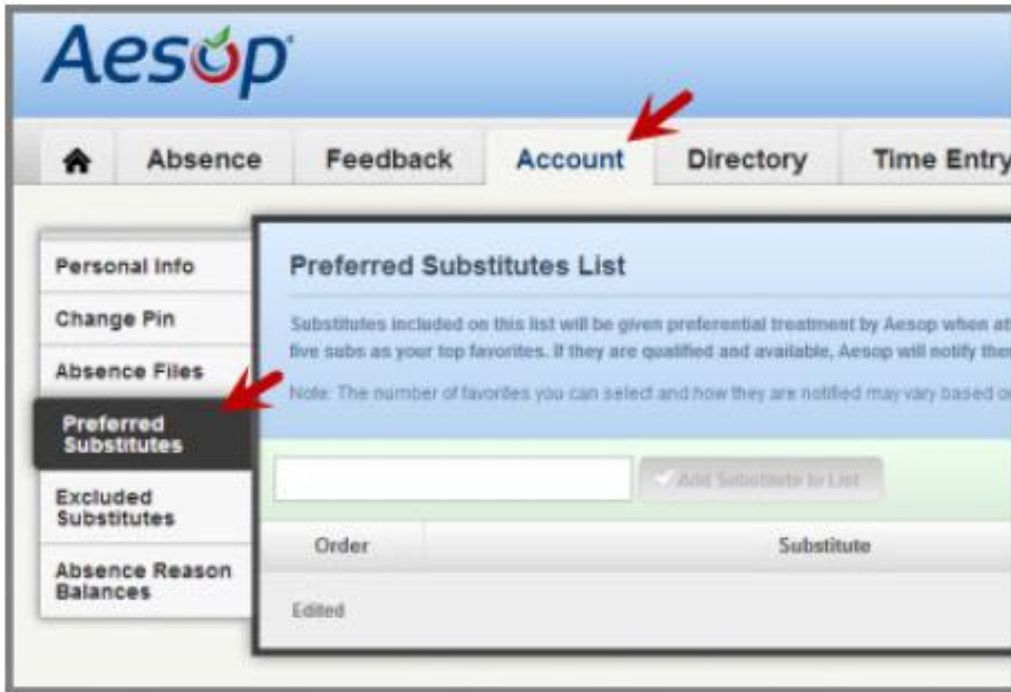 Aesop
Absence Feedback Account Directory Time Entry
Personal Info
Change Pin
Absence Files
Preferred
Substitutes
Excluded
Substitutes
Absence Reason
Balances
Preferred Substitutes List
Substitutes included on this list will be given preferential treatment by Aesop when
five subs as your top favorites. If they are qualified and available, Aesop will notify
Note: The number of favorites you can select and how they are notified may vary based
Add Substitute to List
Order Substitute
Edited